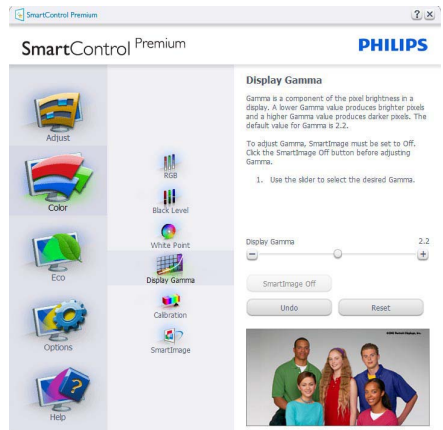 SmartControl Premium
SmartControl Premium
PHILIPS
Adjust
Color
Eco
Options
Help
RGB
Black Level
White Point
Display Gamma
Calibration
SmartImage
Display Gamma
Gamma is a component of the pixel brightness in a
display. A lower Gamma value produces brighter pixels
and a higher Gamma value produces darker pixels. The
default value for Gamma is 2.2.
To adjust Gamma, SmartImage must be set to Off.
Click the SmartImage Off button before adjusting
Gamma.
1. Use the slider to select the desired Gamma.
Display Gamma 2.2
SmartImage Off
Undo Reset